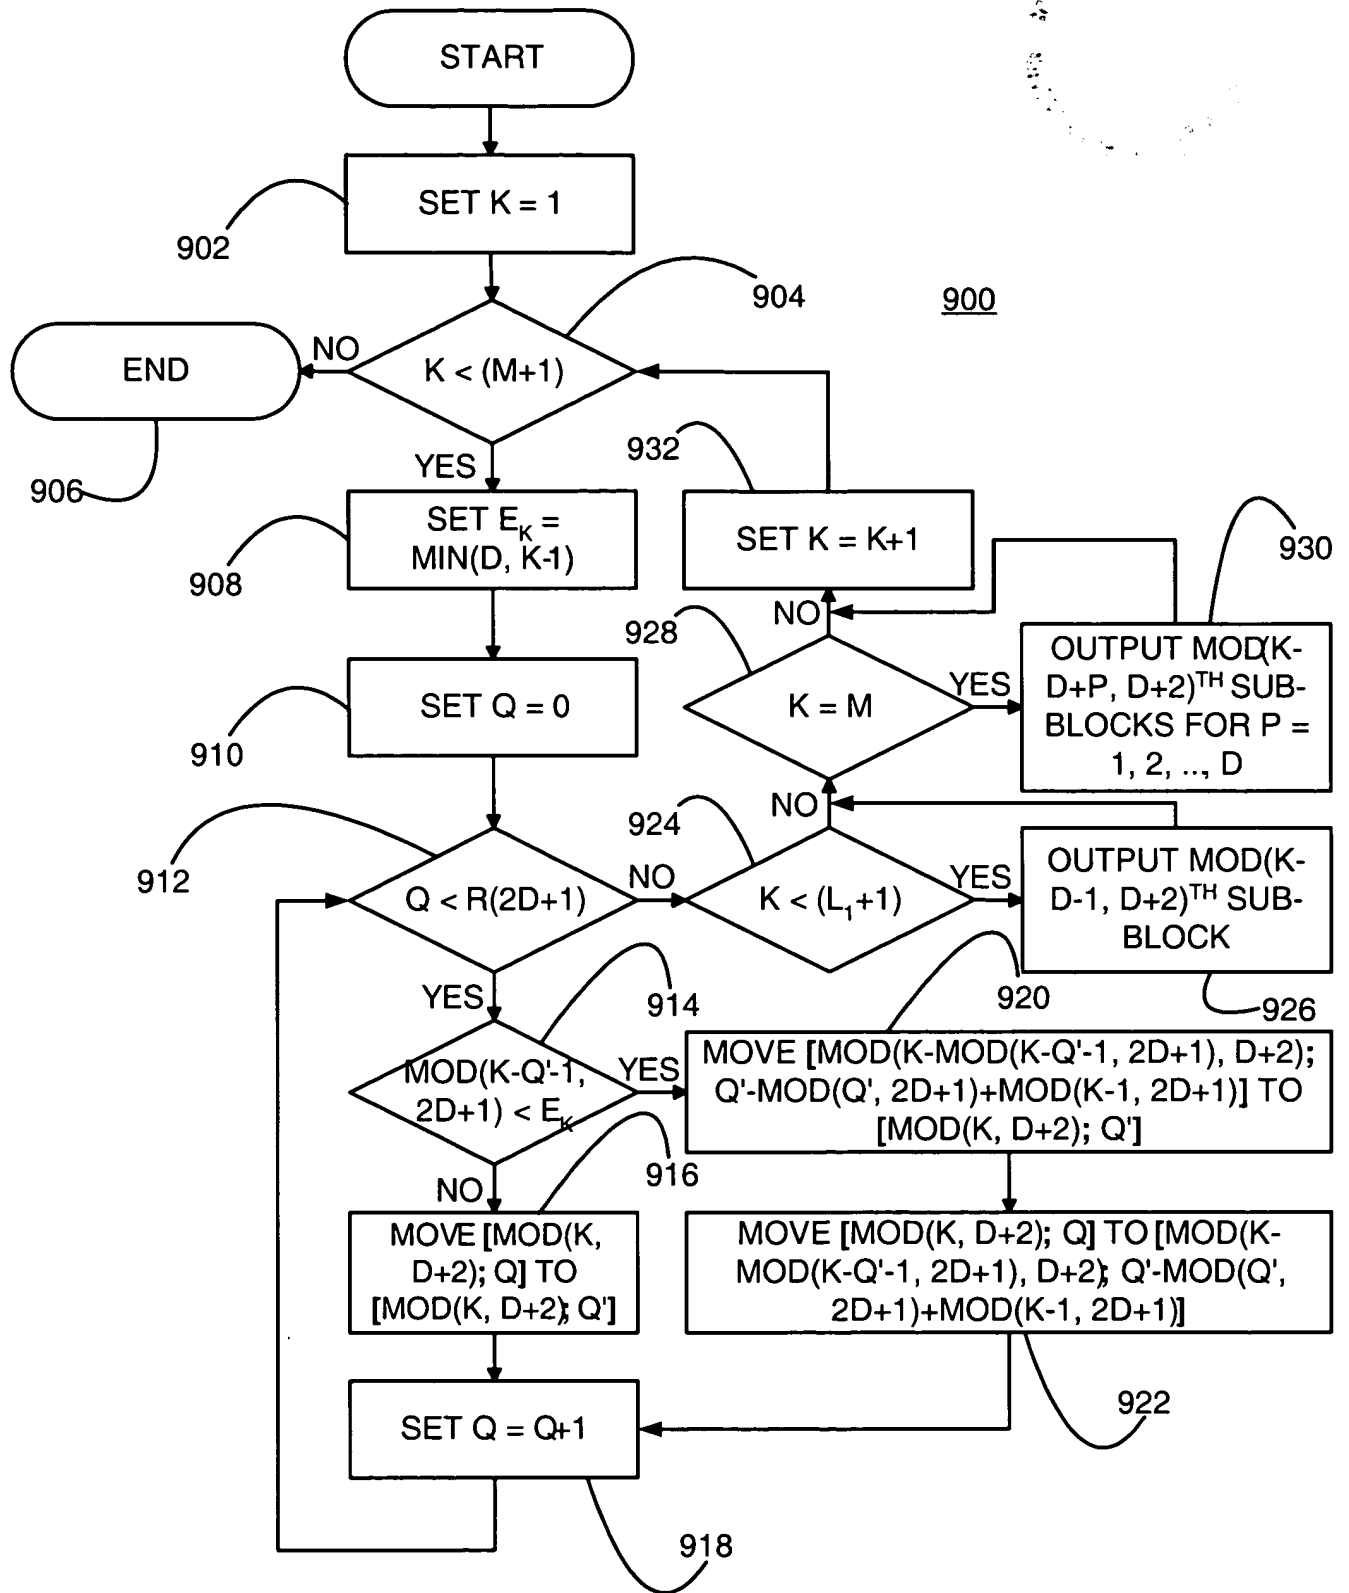 START
SET K = 1
902
904
900
K < (M+1)
NO
END
906
YES
932
SET E_K =
MIN(D, K-1)
908
SET K = K+1
930
NO
928
OUTPUT MOD(K-
D+P, D+2)^TH SUB-
BLOCKS FOR P =
1, 2, ..., D
SET Q = 0
910
K = M
YES
NO
924
912
Q < R(2D+1)
NO
K < (L_1+1)
YES
OUTPUT MOD(K-
D-1, D+2)^TH SUB-
BLOCK
YES
914
920
926
MOD(K-Q'-1,
2D+1) < E_K
YES
MOVE [MOD(K-MOD(K-Q'-1, 2D+1), D+2);
Q'-MOD(Q', 2D+1)+MOD(K-1, 2D+1)] TO
[MOD(K, D+2); Q']
916
NO
MOVE [MOD(K,
D+2); Q] TO
[MOD(K, D+2); Q']
MOVE [MOD(K, D+2); Q] TO [MOD(K-
MOD(K-Q'-1, 2D+1), D+2); Q'-MOD(Q',
2D+1)+MOD(K-1, 2D+1)]
SET Q = Q+1
922
918